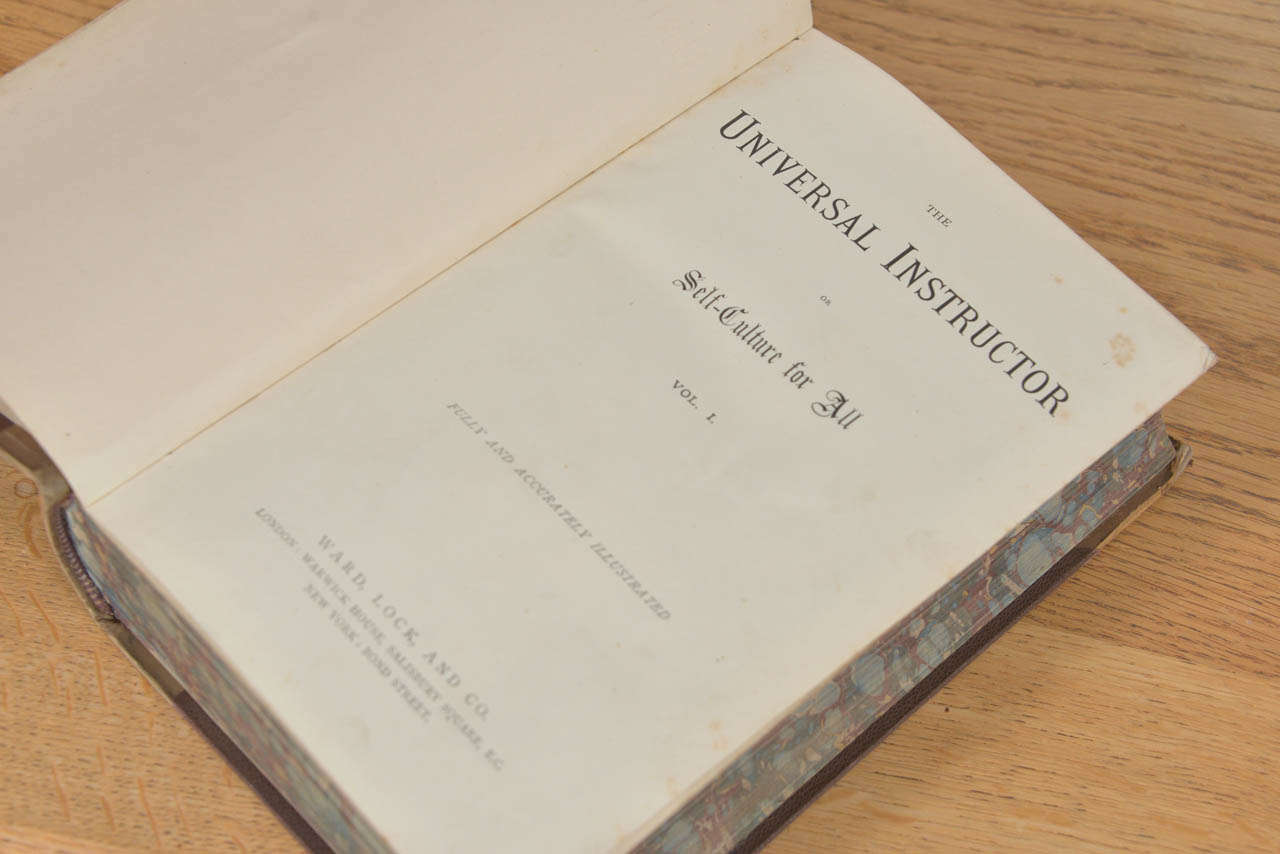 THE
UNIVERSAL INSTRUCTOR
OR
Self-Culture for All
VOL. I.
FULLY AND ACCURATELY ILLUSTRATED
WARD, LOCK, AND CO.
LONDON: WARWICK HOUSE, SALISBURY SQUARE, E.C.
NEW YORK: BOND STREET.